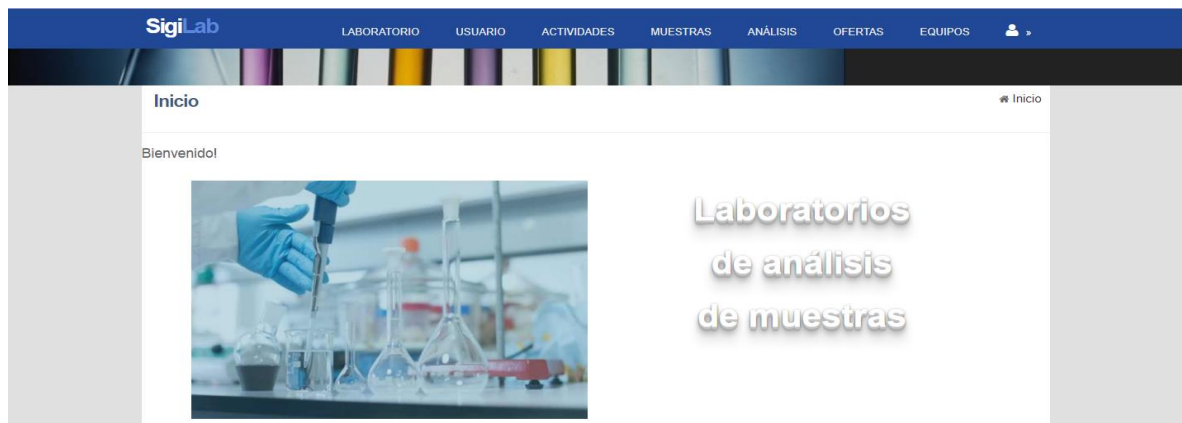 SigiLab
LABORATORIO USUARIO ACTIVIDADES MUESTRAS ANÁLISIS OFERTAS EQUIPOS »
Inicio
Inicio
Bienvenido!
Laboratorios
de análisis
de muestras